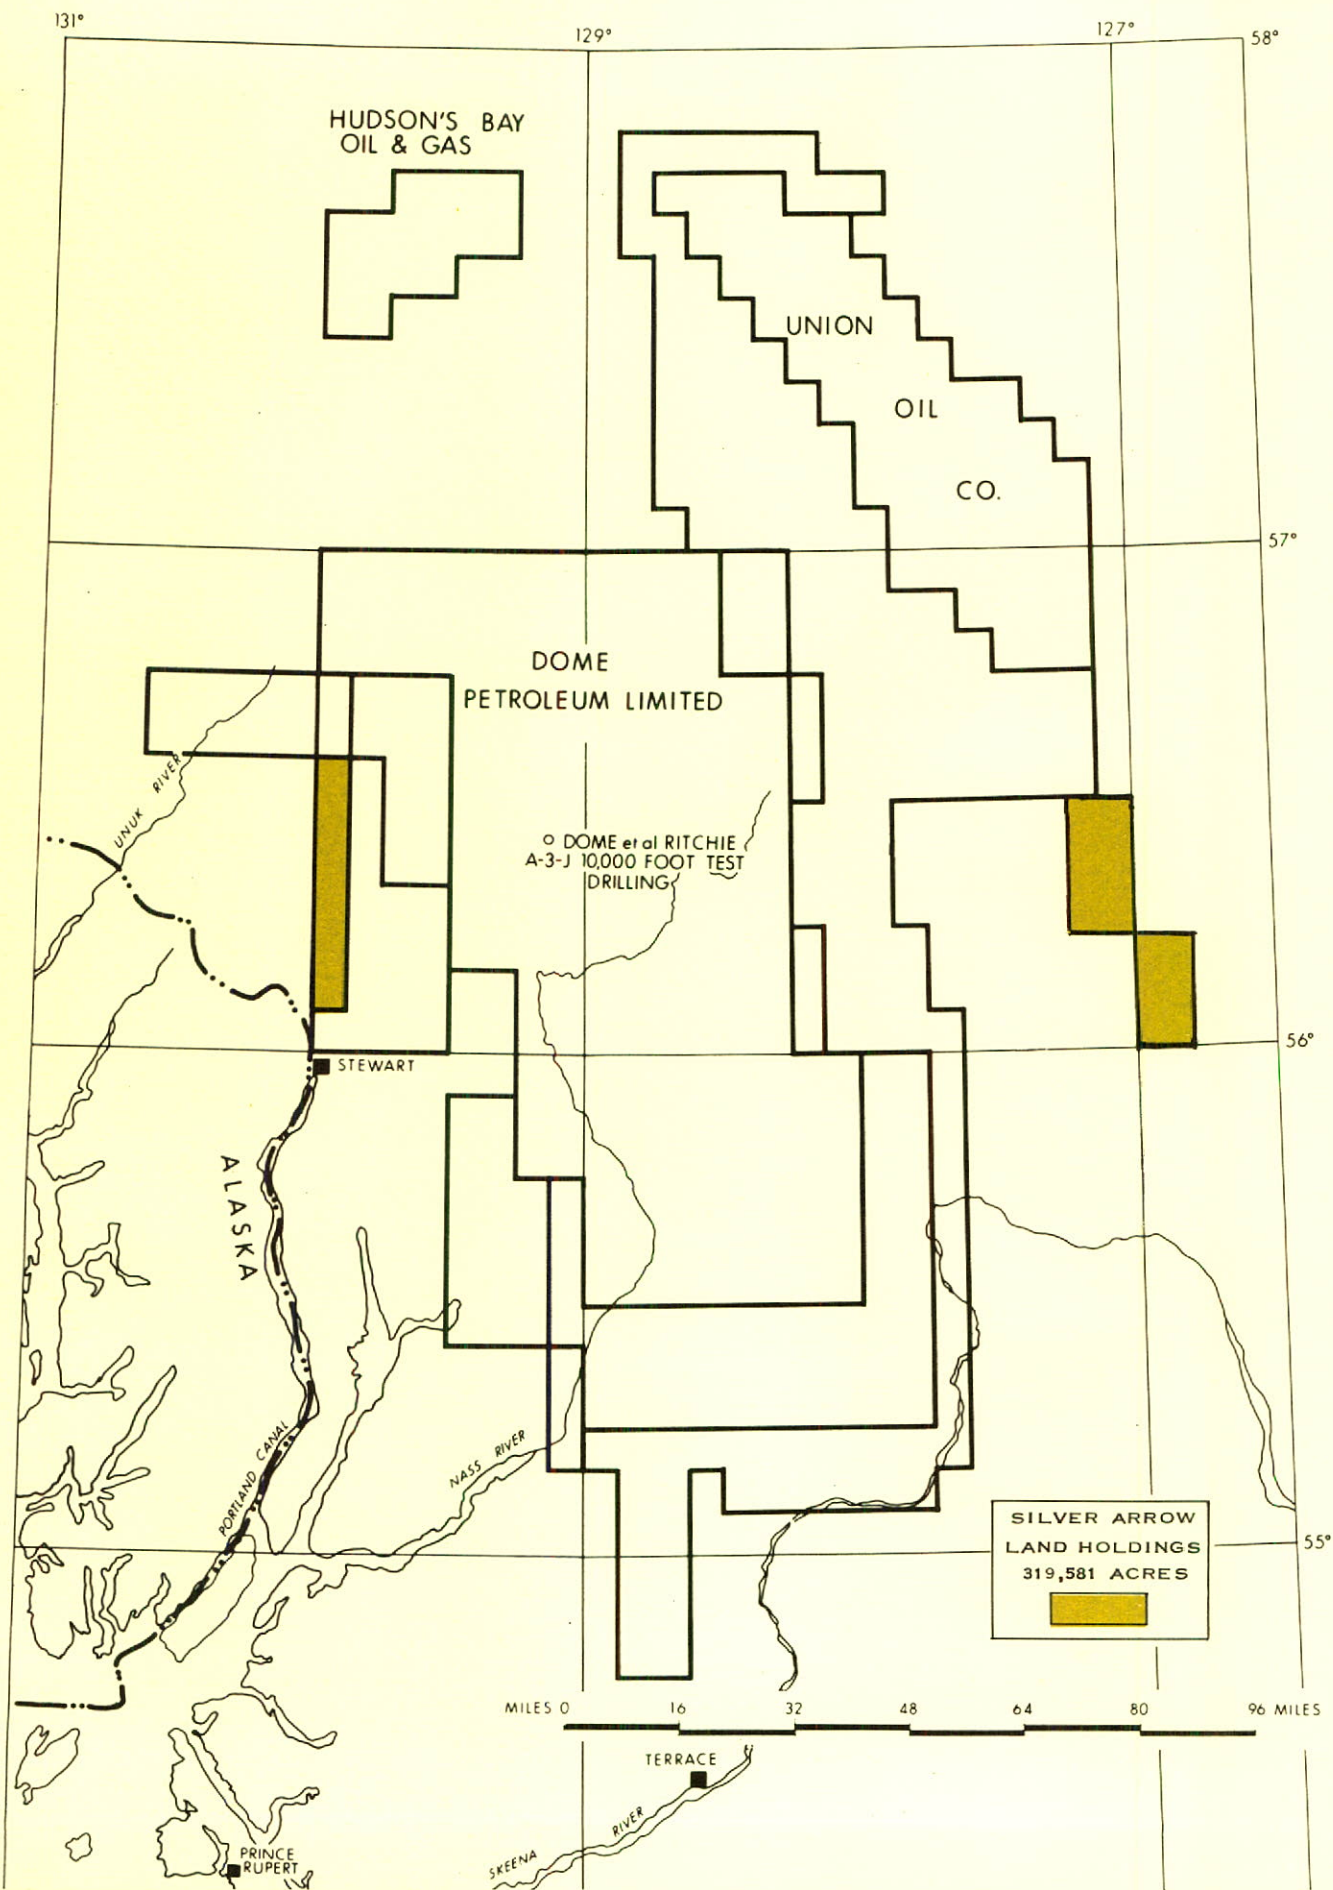 131°
129°
127°
58°
HUDSON'S BAY
OIL & GAS
UNION
OIL
CO.
57°
DOME
PETROLEUM LIMITED
UNUK RIVER
DOME et al RITCHIE
A-3-J 10,000 FOOT TEST
DRILLING
56°
STEWART
ALASKA
PORTLAND CANAL
NASS RIVER
SILVER ARROW
LAND HOLDINGS
319,581 ACRES
55°
MILES 0 16 32 48 64 80 96 MILES
TERRACE
SKEENA RIVER
PRINCE
RUPERT